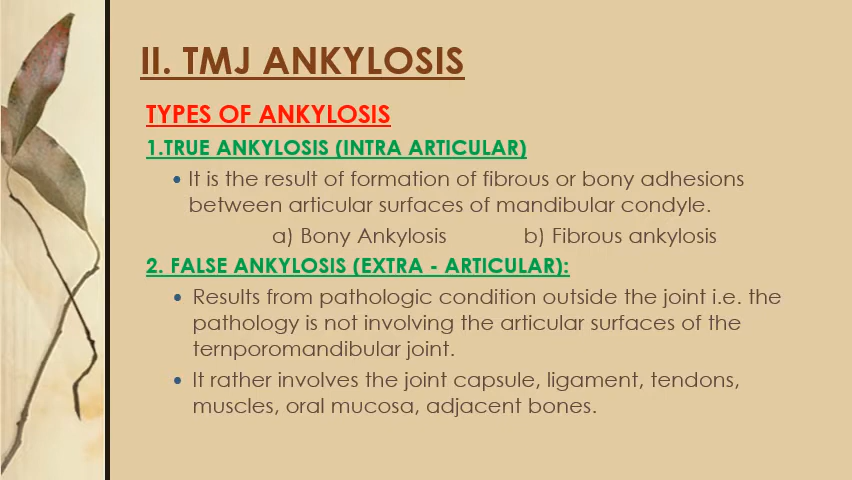 II. TMJ ANKYLOSIS
TYPES OF ANKYLOSIS
1.TRUE ANKYLOSIS (INTRA ARTICULAR)
• It is the result of formation of fibrous or bony adhesions
between articular surfaces of mandibular condyle.
a) Bony Ankylosis b) Fibrous ankylosis
2. FALSE ANKYLOSIS (EXTRA - ARTICULAR):
• Results from pathologic condition outside the joint i.e. the
pathology is not involving the articular surfaces of the
ternporomandibular joint.
• It rather involves the joint capsule, ligament, tendons,
muscles, oral mucosa, adjacent bones.